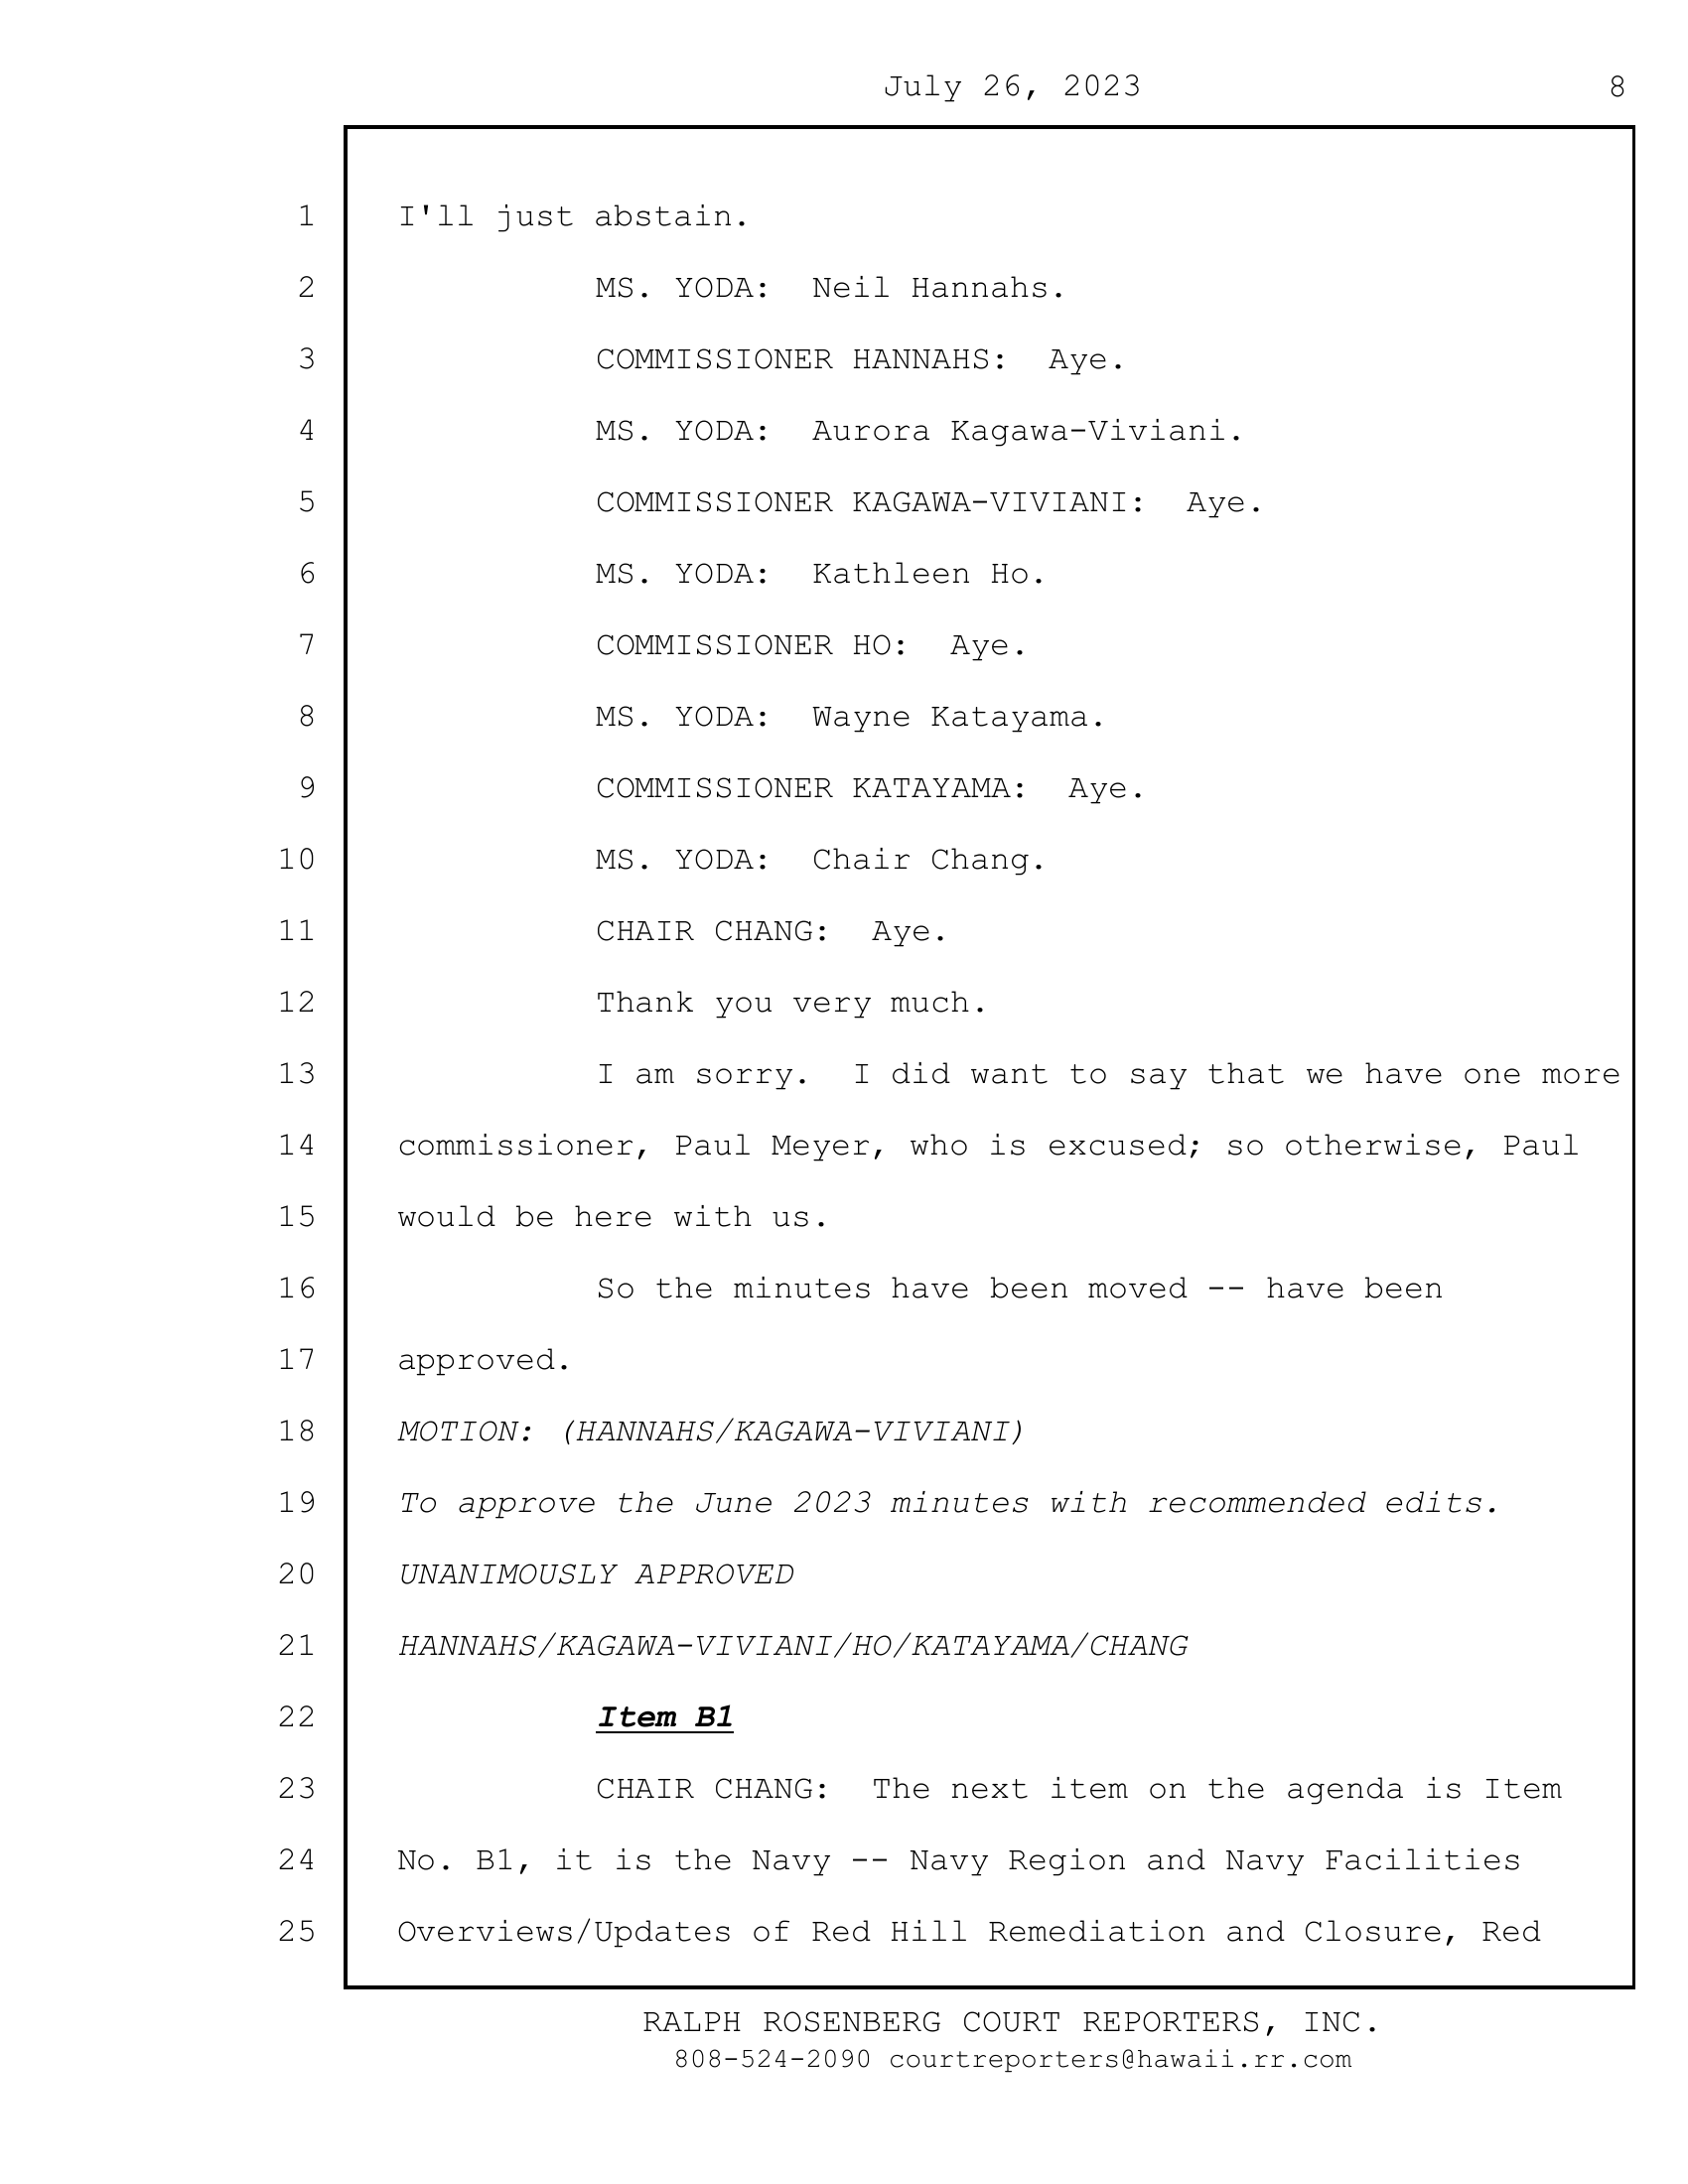 July 26, 2023 8
1 I'll just abstain.
2 MS. YODA:  Neil Hannahs.
3 COMMISSIONER HANNAHS:  Aye.
4 MS. YODA:  Aurora Kagawa-Viviani.
5 COMMISSIONER KAGAWA-VIVIANI:  Aye.
6 MS. YODA:  Kathleen Ho.
7 COMMISSIONER HO:  Aye.
8 MS. YODA:  Wayne Katayama.
9 COMMISSIONER KATAYAMA:  Aye.
10 MS. YODA:  Chair Chang.
11 CHAIR CHANG:  Aye.
12 Thank you very much.
13 I am sorry.  I did want to say that we have one more
14 commissioner, Paul Meyer, who is excused; so otherwise, Paul
15 would be here with us.
16 So the minutes have been moved -- have been
17 approved.
18 MOTION: (HANNAHS/KAGAWA-VIVIANI)
19 To approve the June 2023 minutes with recommended edits.
20 UNANIMOUSLY APPROVED
21 HANNAHS/KAGAWA-VIVIANI/HO/KATAYAMA/CHANG
22 Item B1
23 CHAIR CHANG:  The next item on the agenda is Item
24 No. B1, it is the Navy -- Navy Region and Navy Facilities
25 Overviews/Updates of Red Hill Remediation and Closure, Red
RALPH ROSENBERG COURT REPORTERS, INC.
808-524-2090 courtreporters@hawaii.rr.com